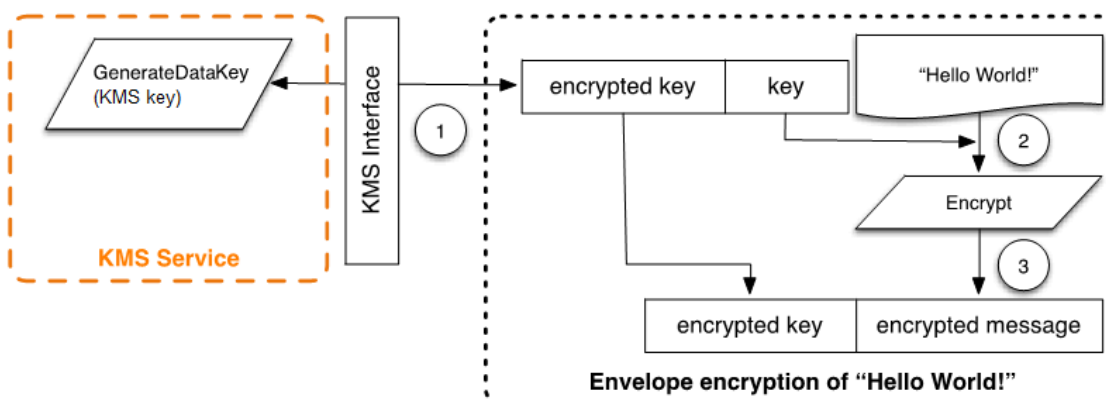 GenerateDataKey
(KMS key)
KMS Service
KMS Interface
1
encrypted key
key
“Hello World!”
2
Encrypt
3
encrypted key
encrypted message
Envelope encryption of “Hello World!”